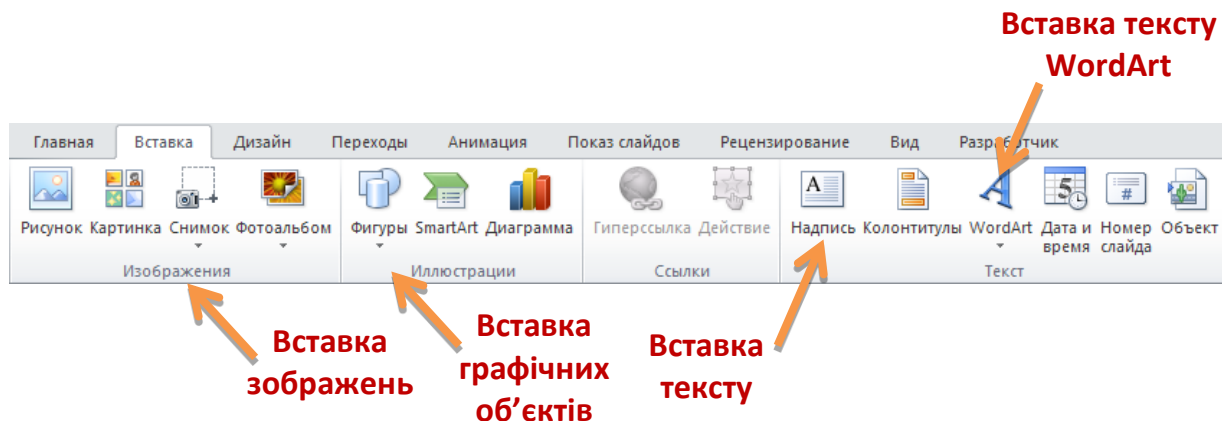 Вставка тексту
WordArt
Главная Вставка Дизайн Переходы Анимация Показ слайдов Рецензирование Вид Разработчик
Рисунок Картинка Снимок Фотоальбом Фигуры SmartArt Диаграмма Гиперссылка Действие Надпись Колонтитулы WordArt Дата и время Номер слайда Объект
Изображения Иллюстрации Ссылки Текст
Вставка
зображень
Вставка
графічних
об’єктів
Вставка
тексту